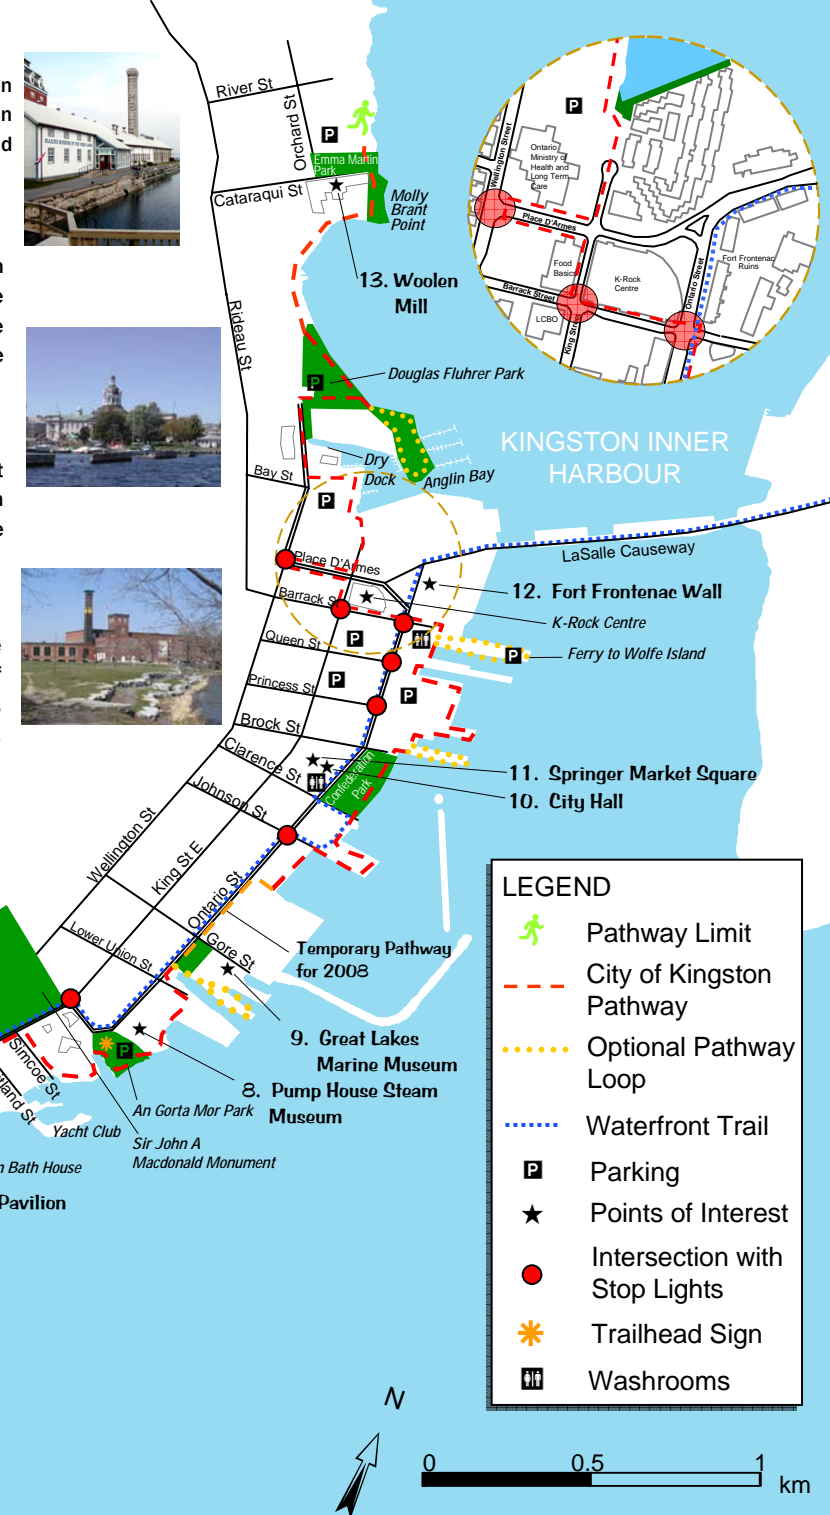 on
n
d
River St
Orchard St
Emma Martin
Park
Cataraqui St
Molly
Brant
Point
13. Woolen
Mill
Rideau St
Wellington Street
Ontario
Ministry of
Health and
Long Term
Care
Place D'Armes
Food
Basics
K-Rock
Centre
Fort Frontenac
Ruins
Ontario Street
Barrack Street
LCBO
King Street
n
e
e
e
P
Douglas Fluhrer Park
KINGSTON INNER
HARBOUR
Dry
Dock
Anglin Bay
Bay St
t
n
e
LaSalle Causeway
Place D'Armes
12. Fort Frontenac Wall
Barrack S
K-Rock Centre
Queen St
Ferry to Wolfe Island
e
Princess St
Brock St
Clarence St
Confederation
Park
11. Springer Market Square
10. City Hall
Johnson St
Wellington St
King St E
Ontario St
Lower Union St
Gore St
Temporary Pathway
for 2008
9. Great Lakes
Marine Museum
8. Pump House Steam
Museum
Simcoe St
tland St
An Gorta Mor Park
Yacht Club
Sir John A
Macdonald Monument
n Bath House
Pavilion
LEGEND
Pathway Limit
City of Kingston
Pathway
Optional Pathway
Loop
Waterfront Trail
P Parking
Points of Interest
Intersection with
Stop Lights
Trailhead Sign
Washrooms
N
0 0.5 1
km